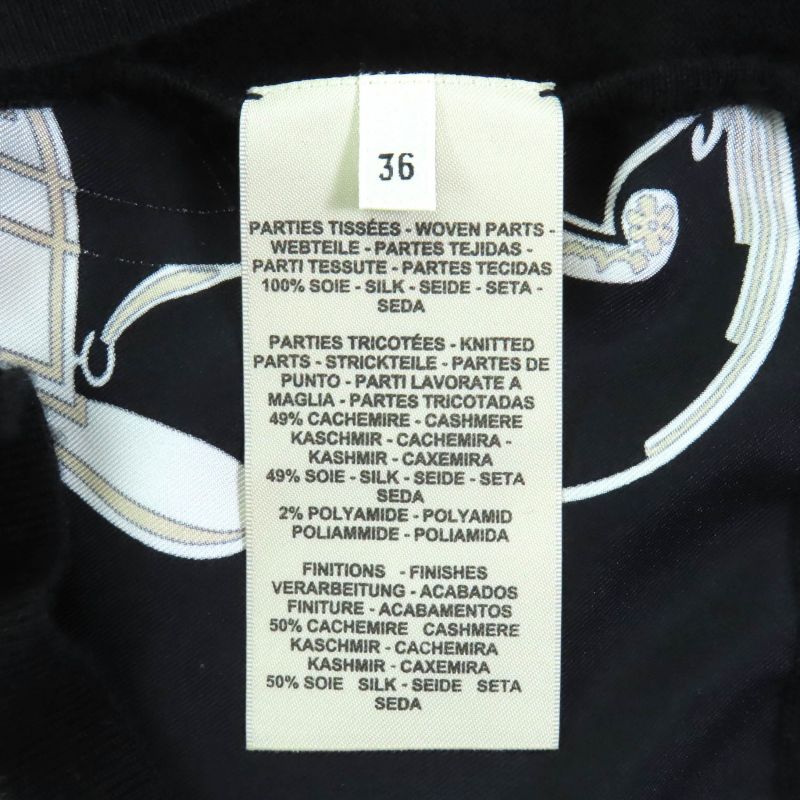 36
PARTIES TISSÉES - WOVEN PARTS -
WEBTEILE - PARTES TEJIDAS -
PARTI TESSUTE - PARTES TECIDAS
100% SOIE - SILK - SEIDE - SETA -
SEDA
PARTIES TRICOTÉES - KNITTED
PARTS - STRICKTEILE - PARTES DE
PUNTO - PARTI LAVORATE A
MAGLIA - PARTES TRICOTADAS
49% CACHEMIRE - CASHMERE
KASCHMIR - CACHEMIRA -
KASHMIR - CAXEMIRA
49% SOIE - SILK - SEIDE - SETA
SEDA
2% POLYAMIDE - POLYAMID
POLIAMMIDE - POLIAMIDA
FINITIONS - FINISHES
VERARBEITUNG - ACABADOS
FINITURE - ACABAMENTOS
50% CACHEMIRE CASHMERE
KASCHMIR - CACHEMIRA
KASHMIR - CAXEMIRA
50% SOIE SILK - SEIDE SETA
SEDA